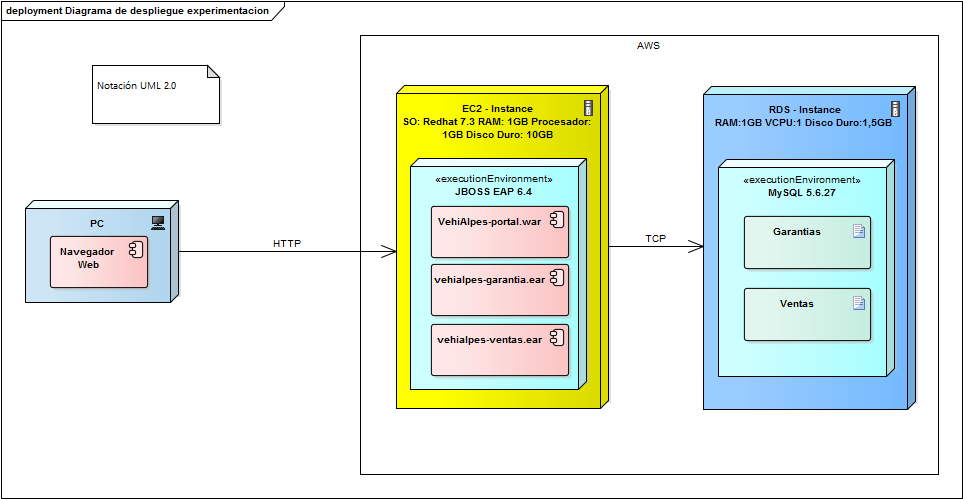 deployment Diagrama de despliegue experimentacion
AWS
Notación UML 2.0
EC2 - Instance
SO: Redhat 7.3 RAM: 1GB Procesador:
1GB Disco Duro: 10GB
RDS - Instance
RAM:1GB VCPU:1 Disco Duro:1,5GB
«executionEnvironment»
JBOSS EAP 6.4
«executionEnvironment»
MySQL 5.6.27
PC
Navegador
Web
HTTP
VehiAlpes-portal.war
vehialpes-garantia.ear
vehialpes-ventas.ear
TCP
Garantias
Ventas